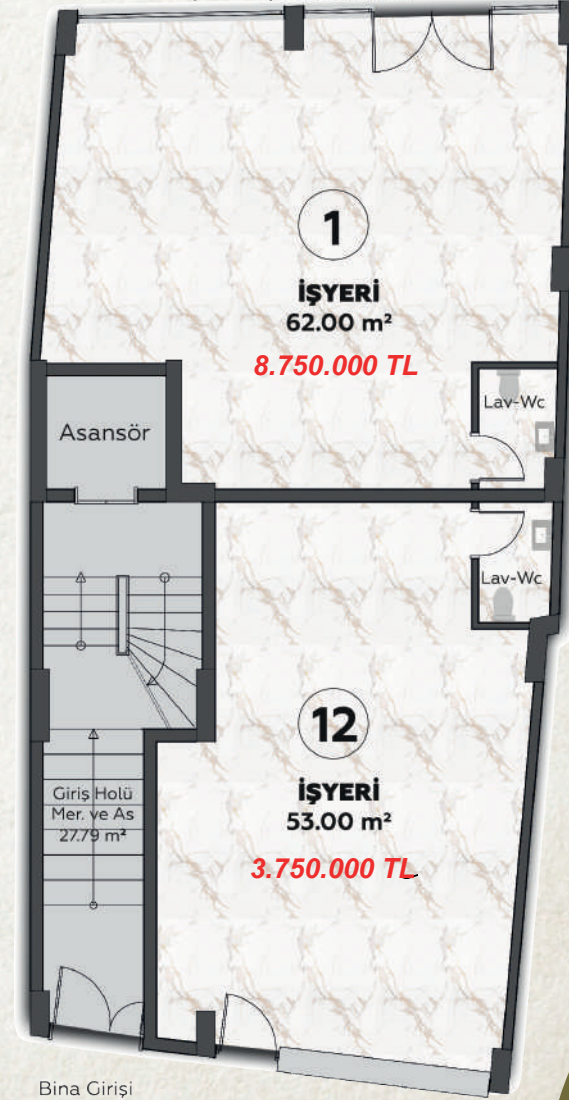 1
İŞYERİ
62.00 m²
8.750.000 TL
Lav-Wc
Asansör
Lav-Wc
12
İŞYERİ
53.00 m²
3.750.000 TL
Giriş Holü
Mer. ve As
27.79 m²
Bina Girişi